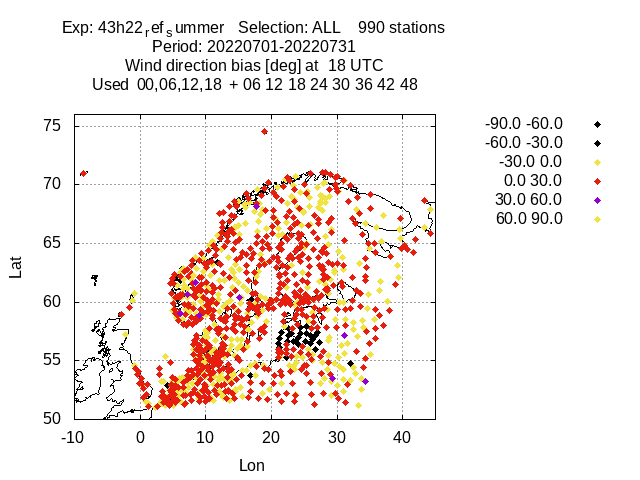 Exp: 43h22refsummer Selection: ALL 990 stations
Period: 20220701-20220731
Wind direction bias [deg] at 18 UTC
Used 00,06,12,18 + 06 12 18 24 30 36 42 48
-90.0 -60.0
-60.0 -30.0
-30.0 0.0
0.0 30.0
30.0 60.0
60.0 90.0
75
70
65
60
55
50
Lat
-10 0 10 20 30 40
Lon